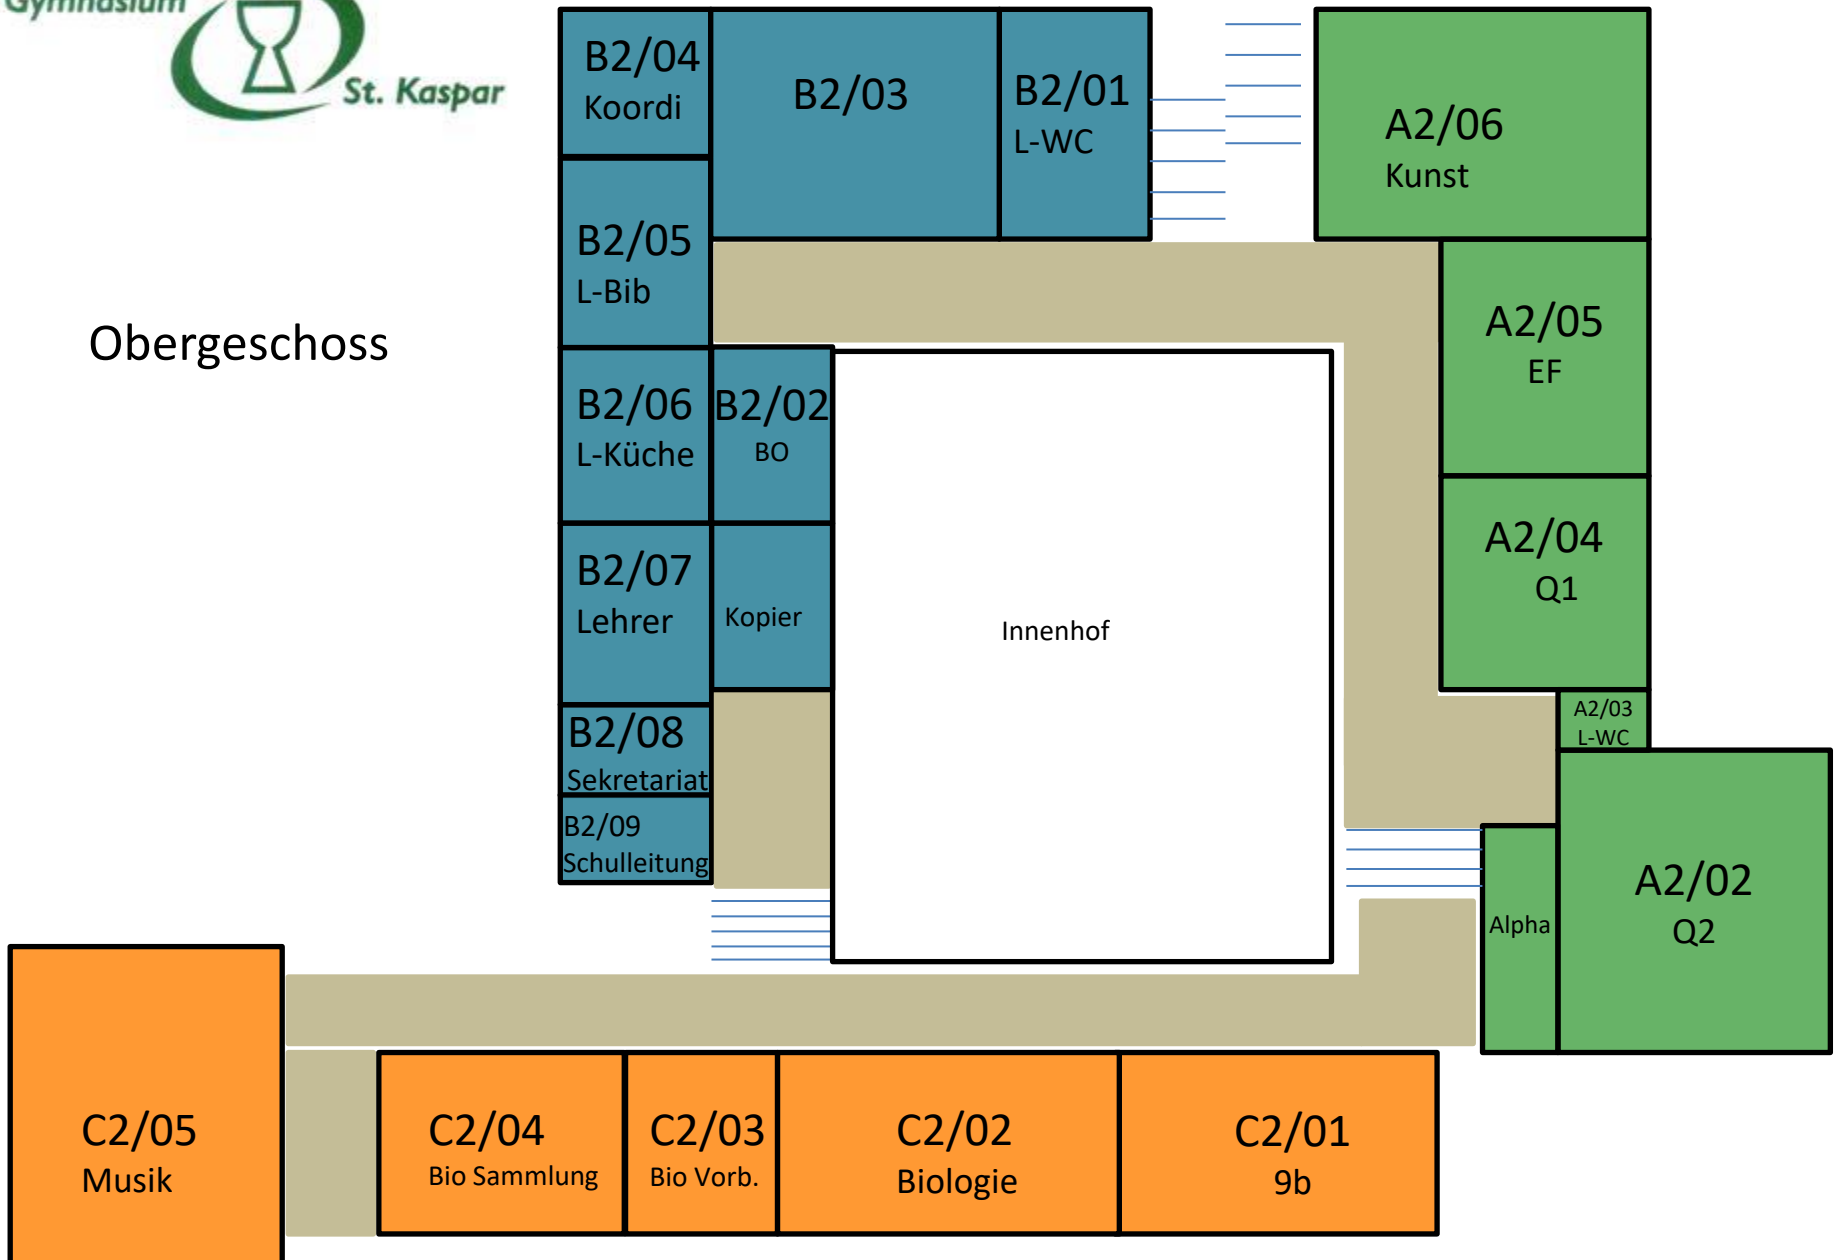 Gymnasium
St. Kaspar
Obergeschoss
B2/04
Koordi
B2/03
B2/01
L-WC
A2/06
Kunst
B2/05
L-Bib
A2/05
EF
B2/06
L-Küche
B2/02
BO
B2/07
Lehrer
Kopier
Innenhof
A2/04
Q1
A2/03
L-WC
B2/08
Sekretariat
B2/09
Schulleitung
Alpha
A2/02
Q2
C2/05
Musik
C2/04
Bio Sammlung
C2/03
Bio Vorb.
C2/02
Biologie
C2/01
9b